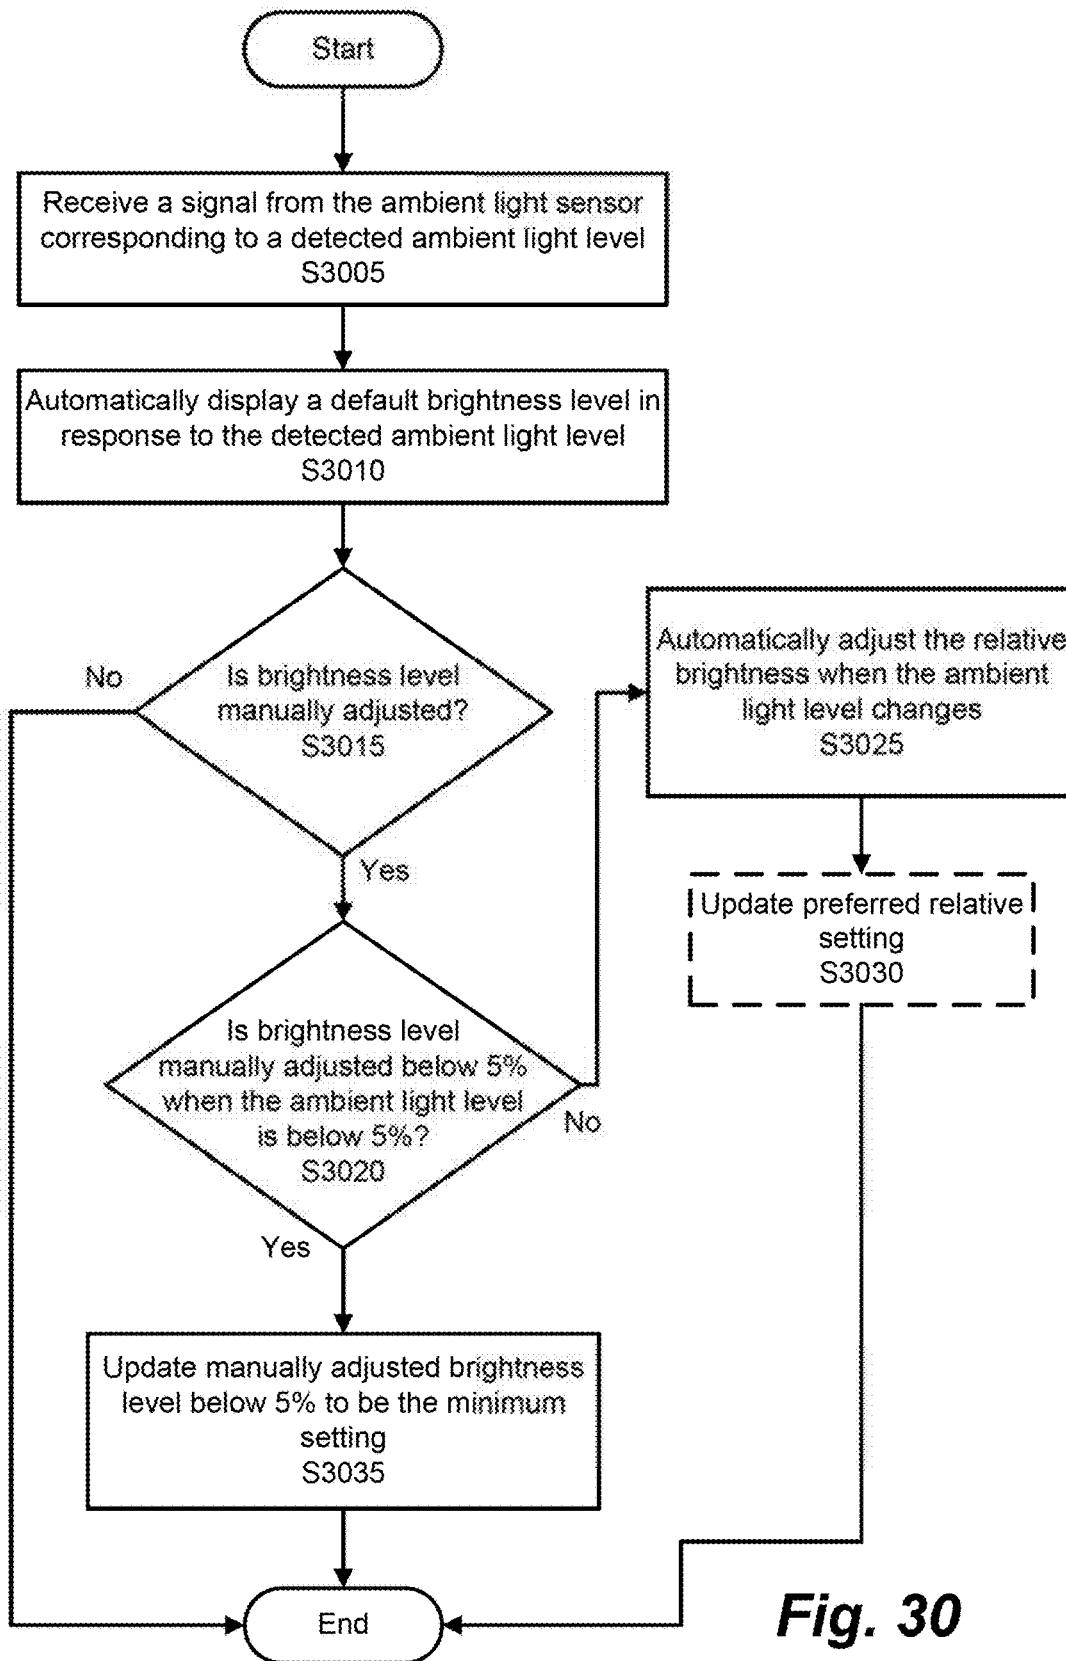 Start
Receive a signal from the ambient light sensor
corresponding to a detected ambient light level
S3005
Automatically display a default brightness level in
response to the detected ambient light level
S3010
No
Is brightness level
manually adjusted?
S3015
Yes
Automatically adjust the relative
brightness when the ambient
light level changes
S3025
Update preferred relative
setting
S3030
Is brightness level
manually adjusted below 5%
when the ambient light level
is below 5%?
S3020
No
Yes
Update manually adjusted brightness
level below 5% to be the minimum
setting
S3035
End
Fig. 30